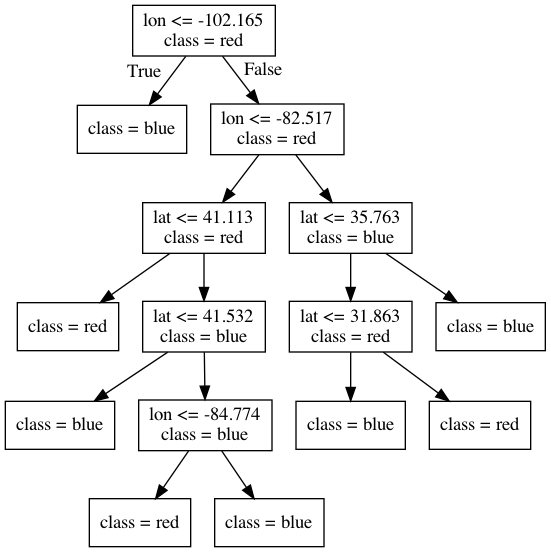 lon <= -102.165
class = red
True
False
class = blue
lon <= -82.517
class = red
lat <= 41.113
class = red
lat <= 35.763
class = blue
class = red
lat <= 41.532
class = blue
lat <= 31.863
class = red
class = blue
class = blue
lon <= -84.774
class = blue
class = blue
class = red
class = red
class = blue